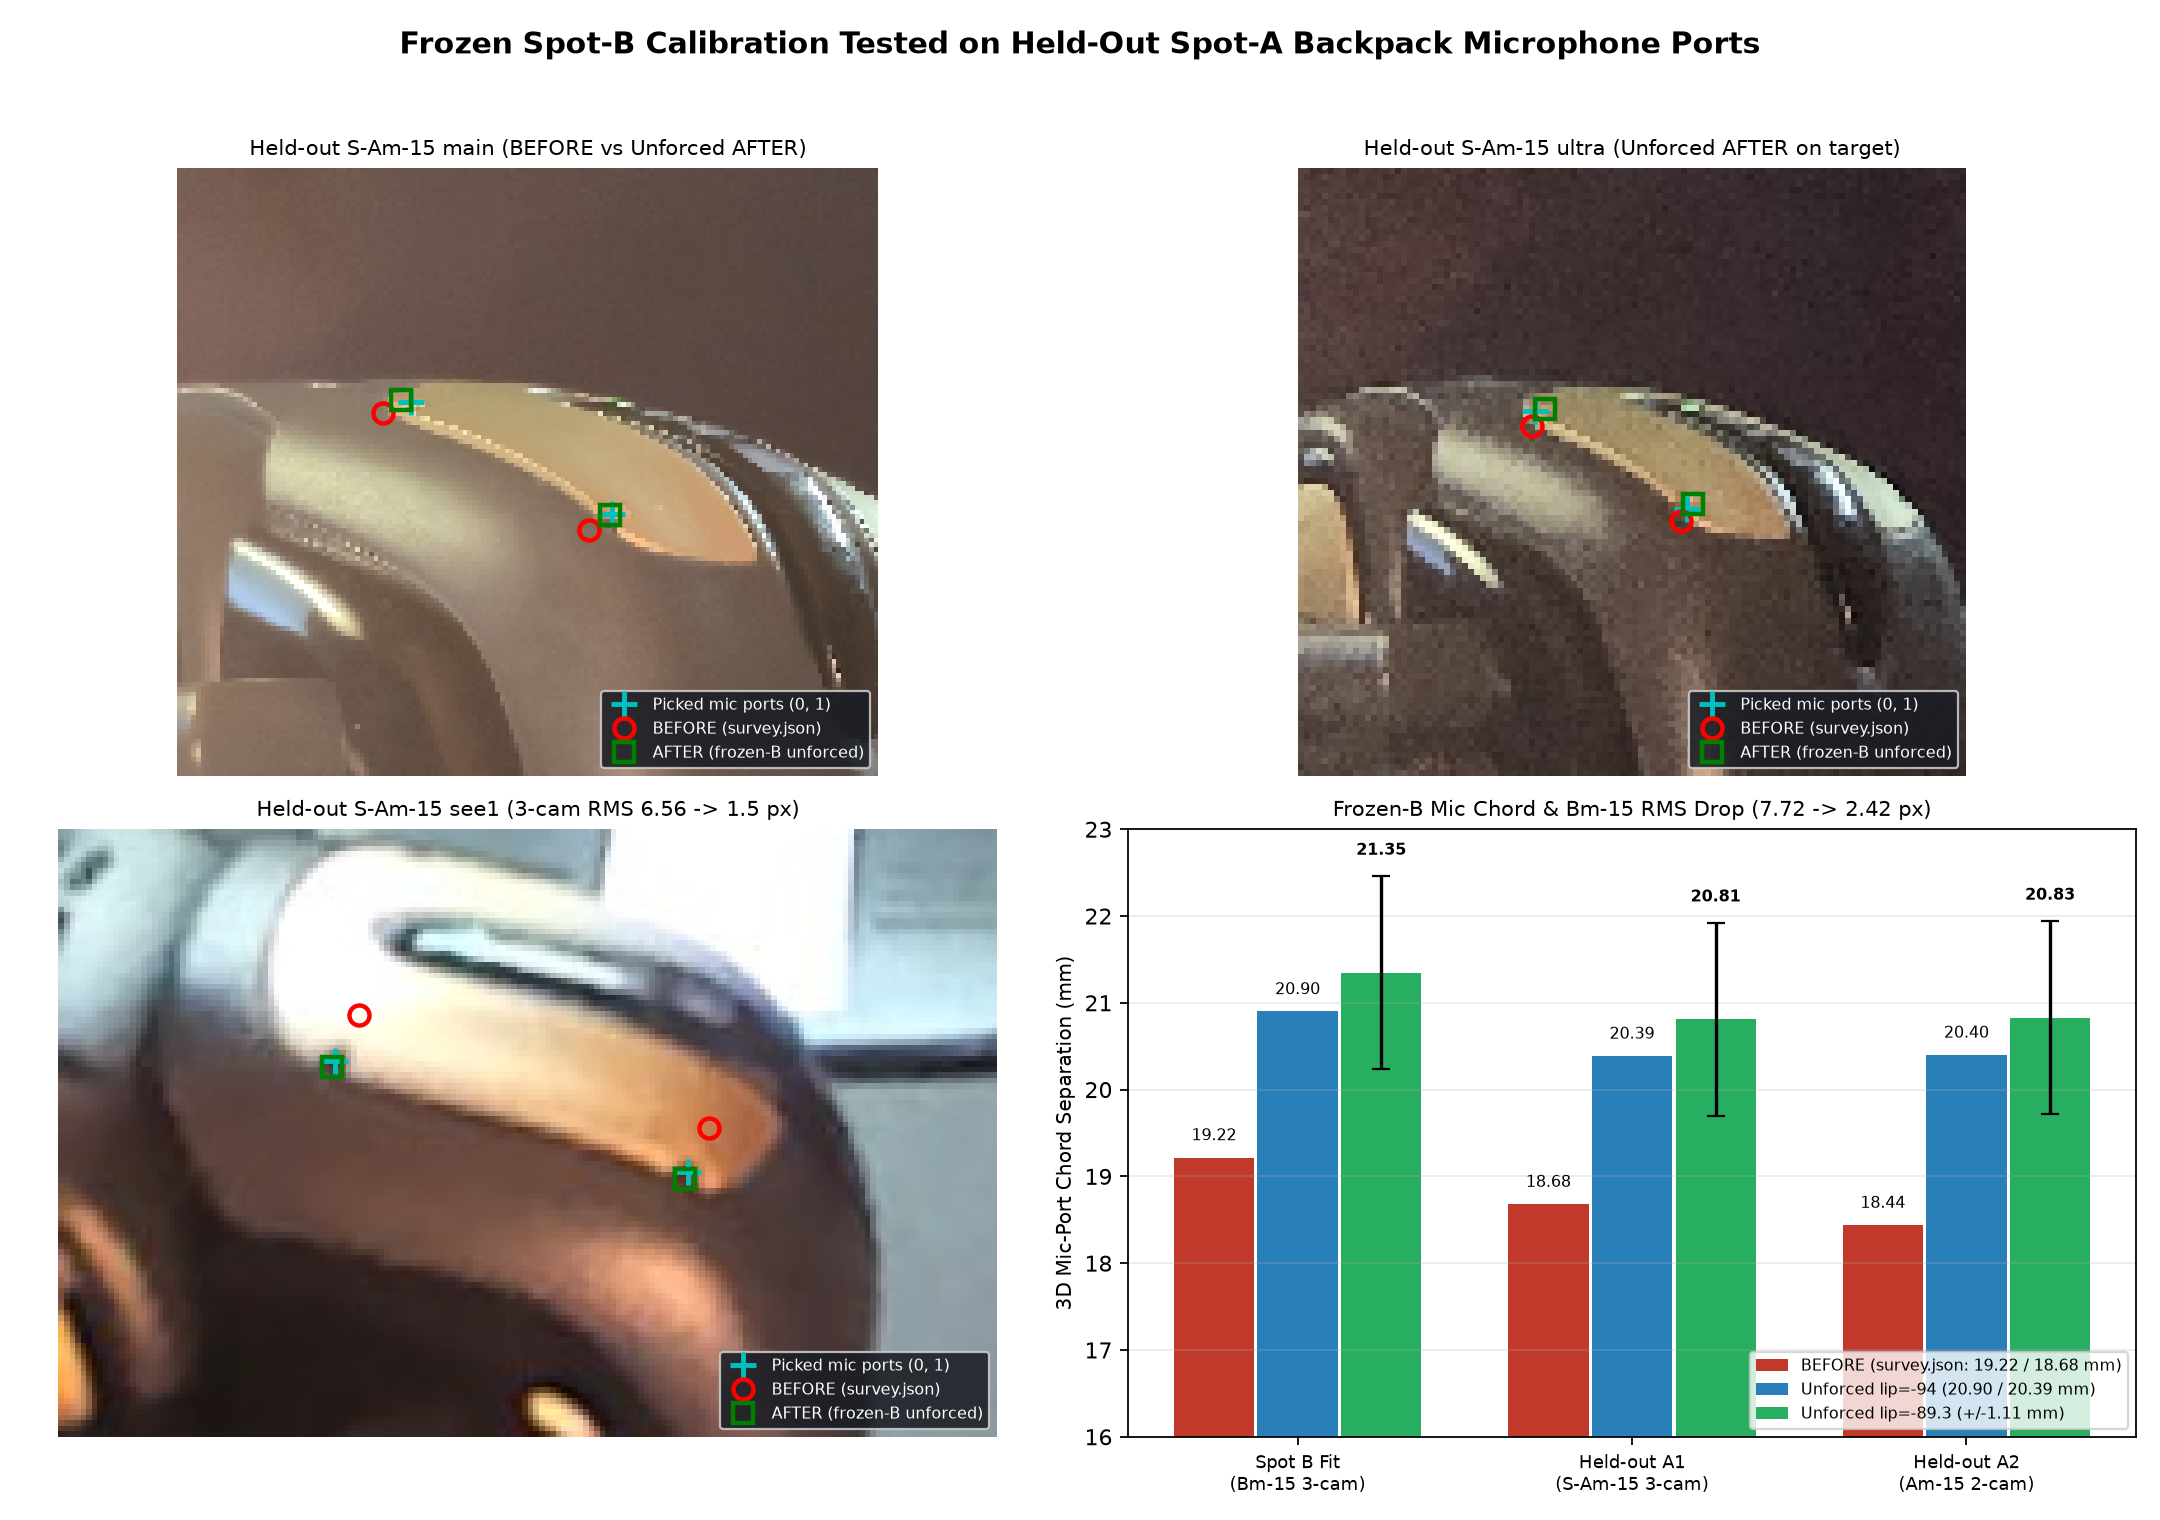 Frozen Spot-B Calibration Tested on Held-Out Spot-A Backpack Microphone Ports
Held-out S-Am-15 main (BEFORE vs Unforced AFTER)
Picked mic ports (0, 1)
BEFORE (survey.json)
AFTER (frozen-B unforced)
Held-out S-Am-15 ultra (Unforced AFTER on target)
Picked mic ports (0, 1)
BEFORE (survey.json)
AFTER (frozen-B unforced)
Held-out S-Am-15 see1 (3-cam RMS 6.56 -> 1.5 px)
Picked mic ports (0, 1)
BEFORE (survey.json)
AFTER (frozen-B unforced)
Frozen-B Mic Chord & Bm-15 RMS Drop (7.72 -> 2.42 px)
3D Mic-Port Chord Separation (mm)
23
22
21
20
19
18
17
16
19.22
20.90
21.35
18.68
20.39
20.81
18.44
20.40
20.83
BEFORE (survey.json: 19.22 / 18.68 mm)
Unforced lip=-94 (20.90 / 20.39 mm)
Unforced lip=-89.3 (+/-1.11 mm)
Spot B Fit
(Bm-15 3-cam)
Held-out A1
(S-Am-15 3-cam)
Held-out A2
(Am-15 2-cam)